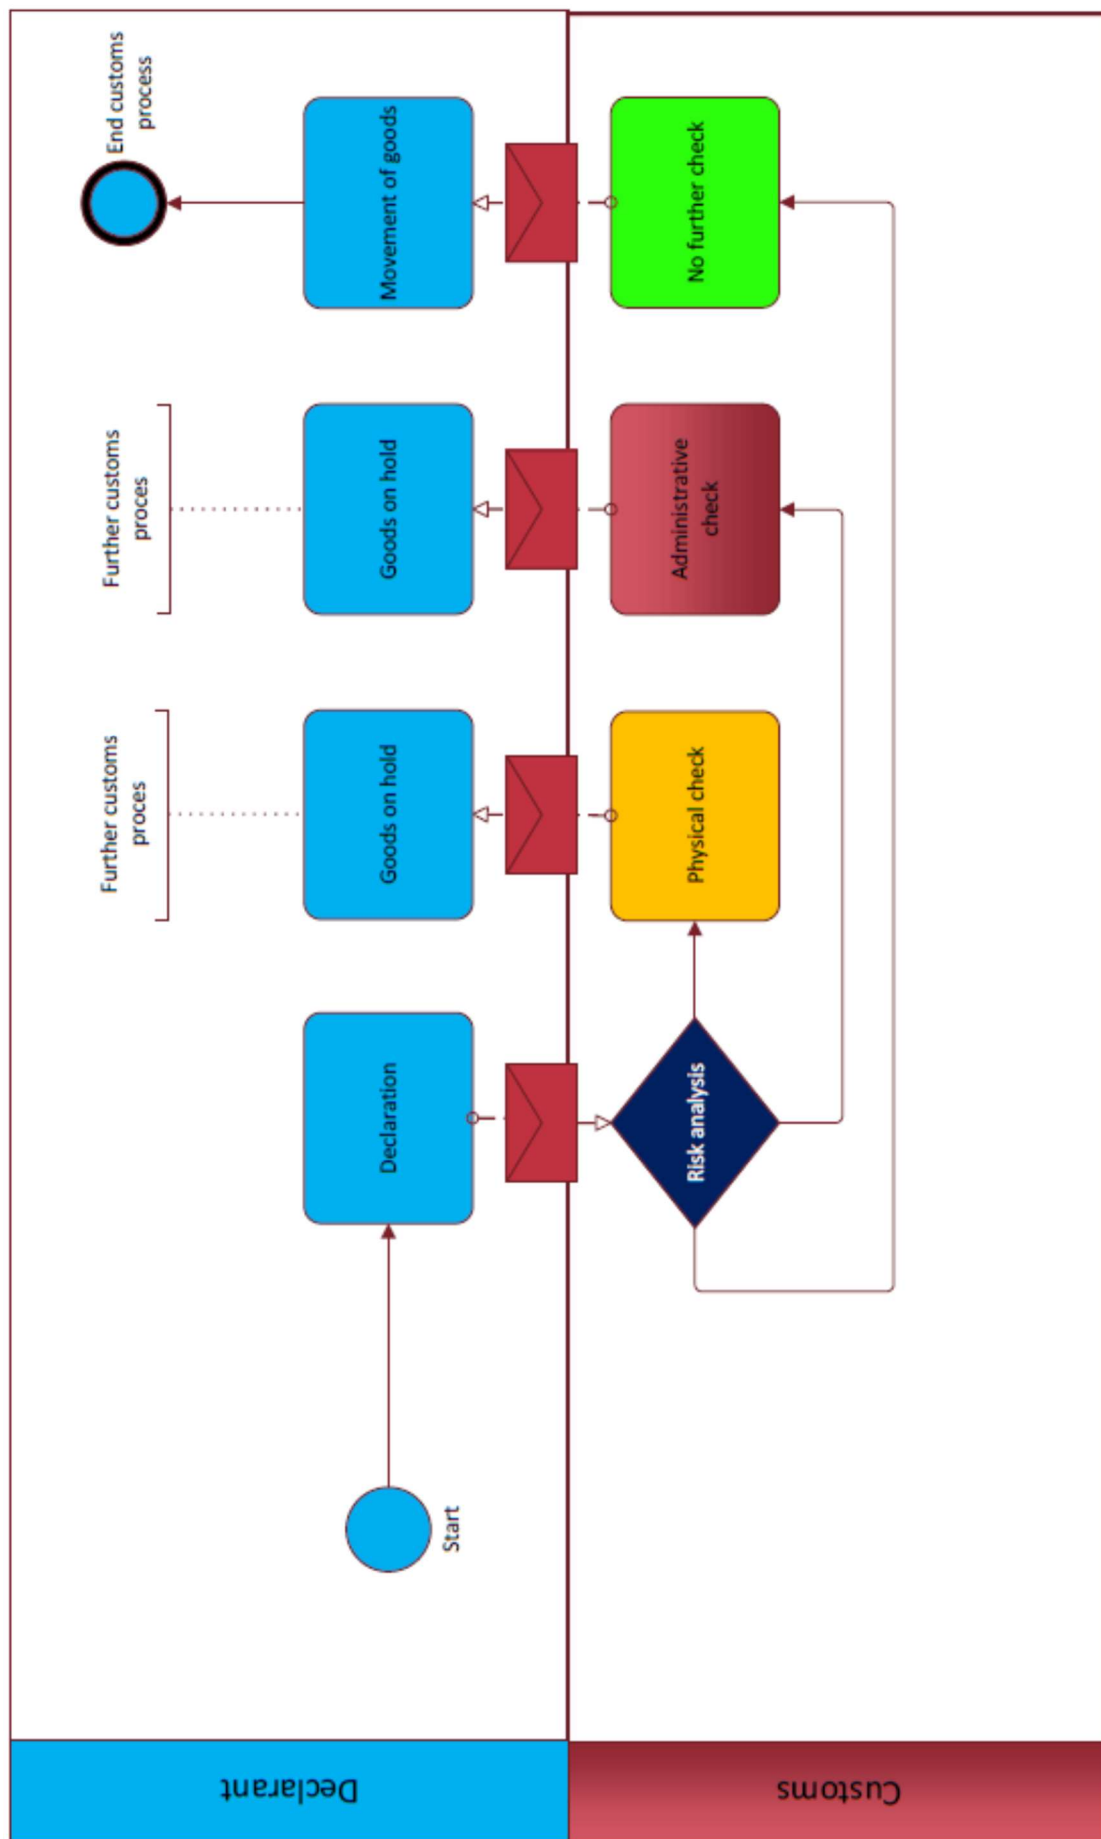 Declarant
Start
Declaration
Goods on hold
Further customs
proces
Goods on hold
Further customs
proces
Movement of goods
End customs
process
Customs
Risk analysis
Physical check
Administrative
check
No further check